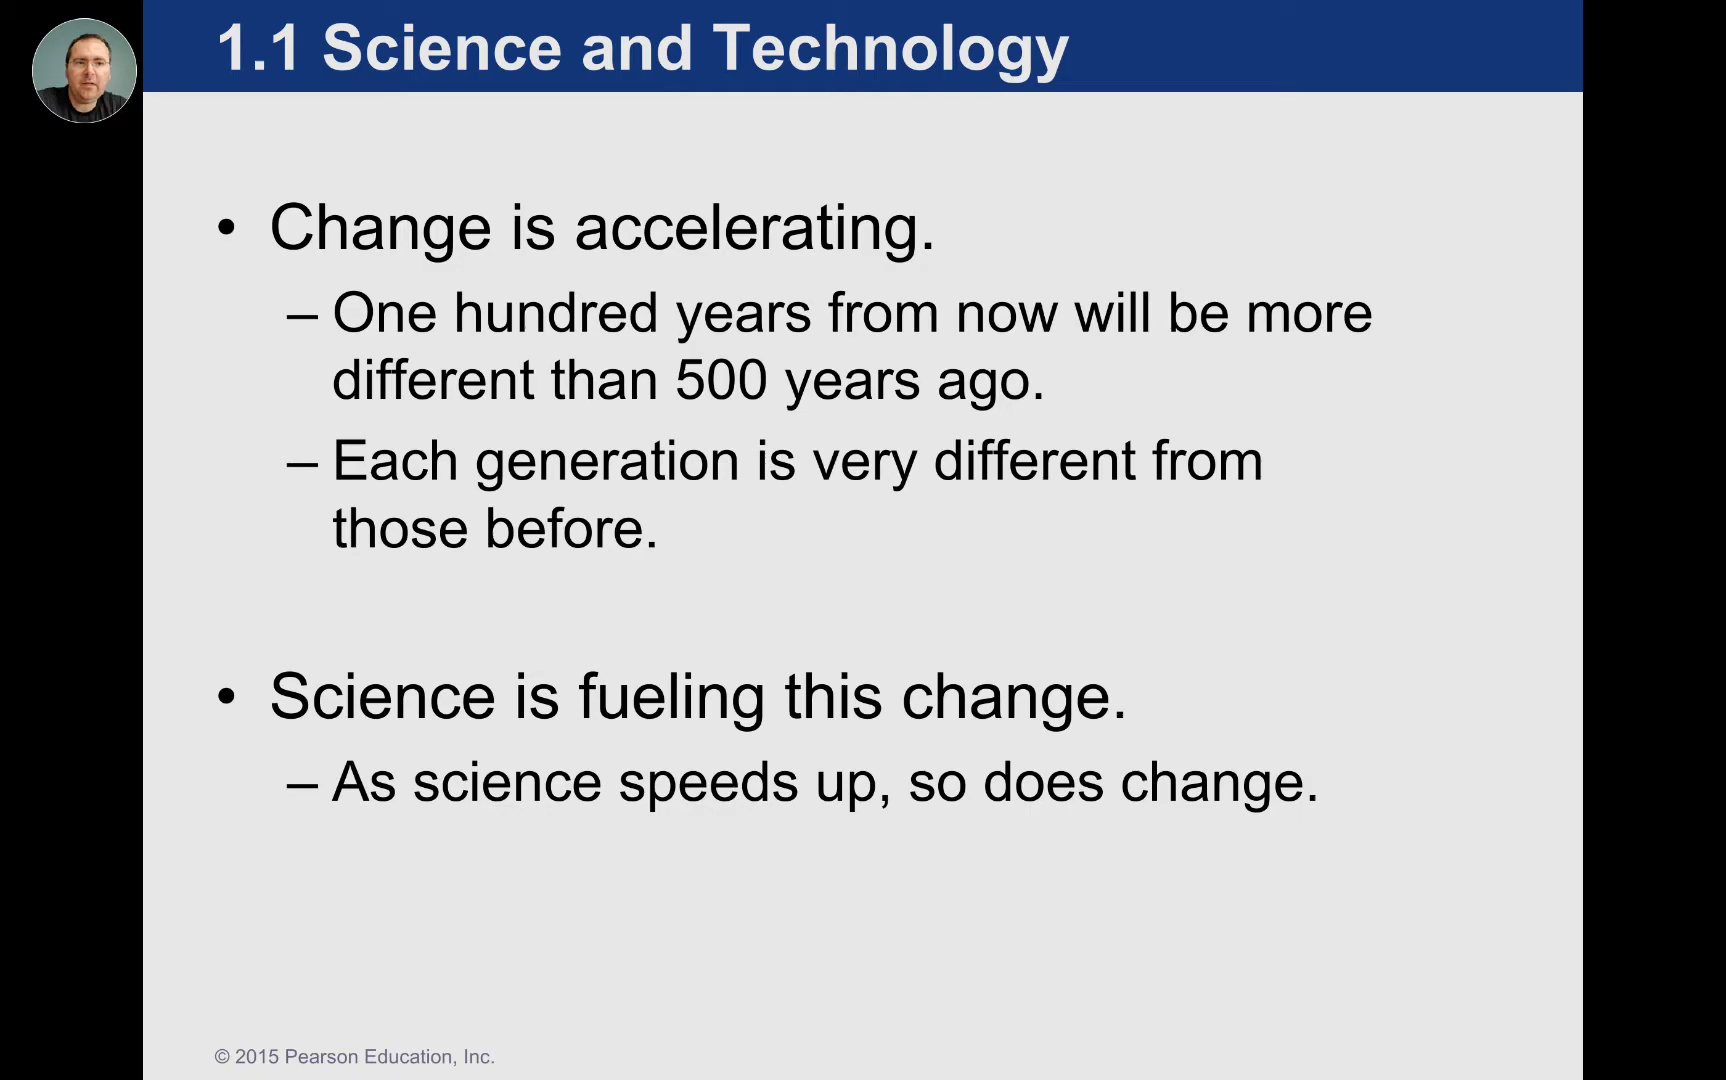 1.1 Science and Technology
• Change is accelerating.
– One hundred years from now will be more
different than 500 years ago.
– Each generation is very different from
those before.
• Science is fueling this change.
– As science speeds up, so does change.
© 2015 Pearson Education, Inc.